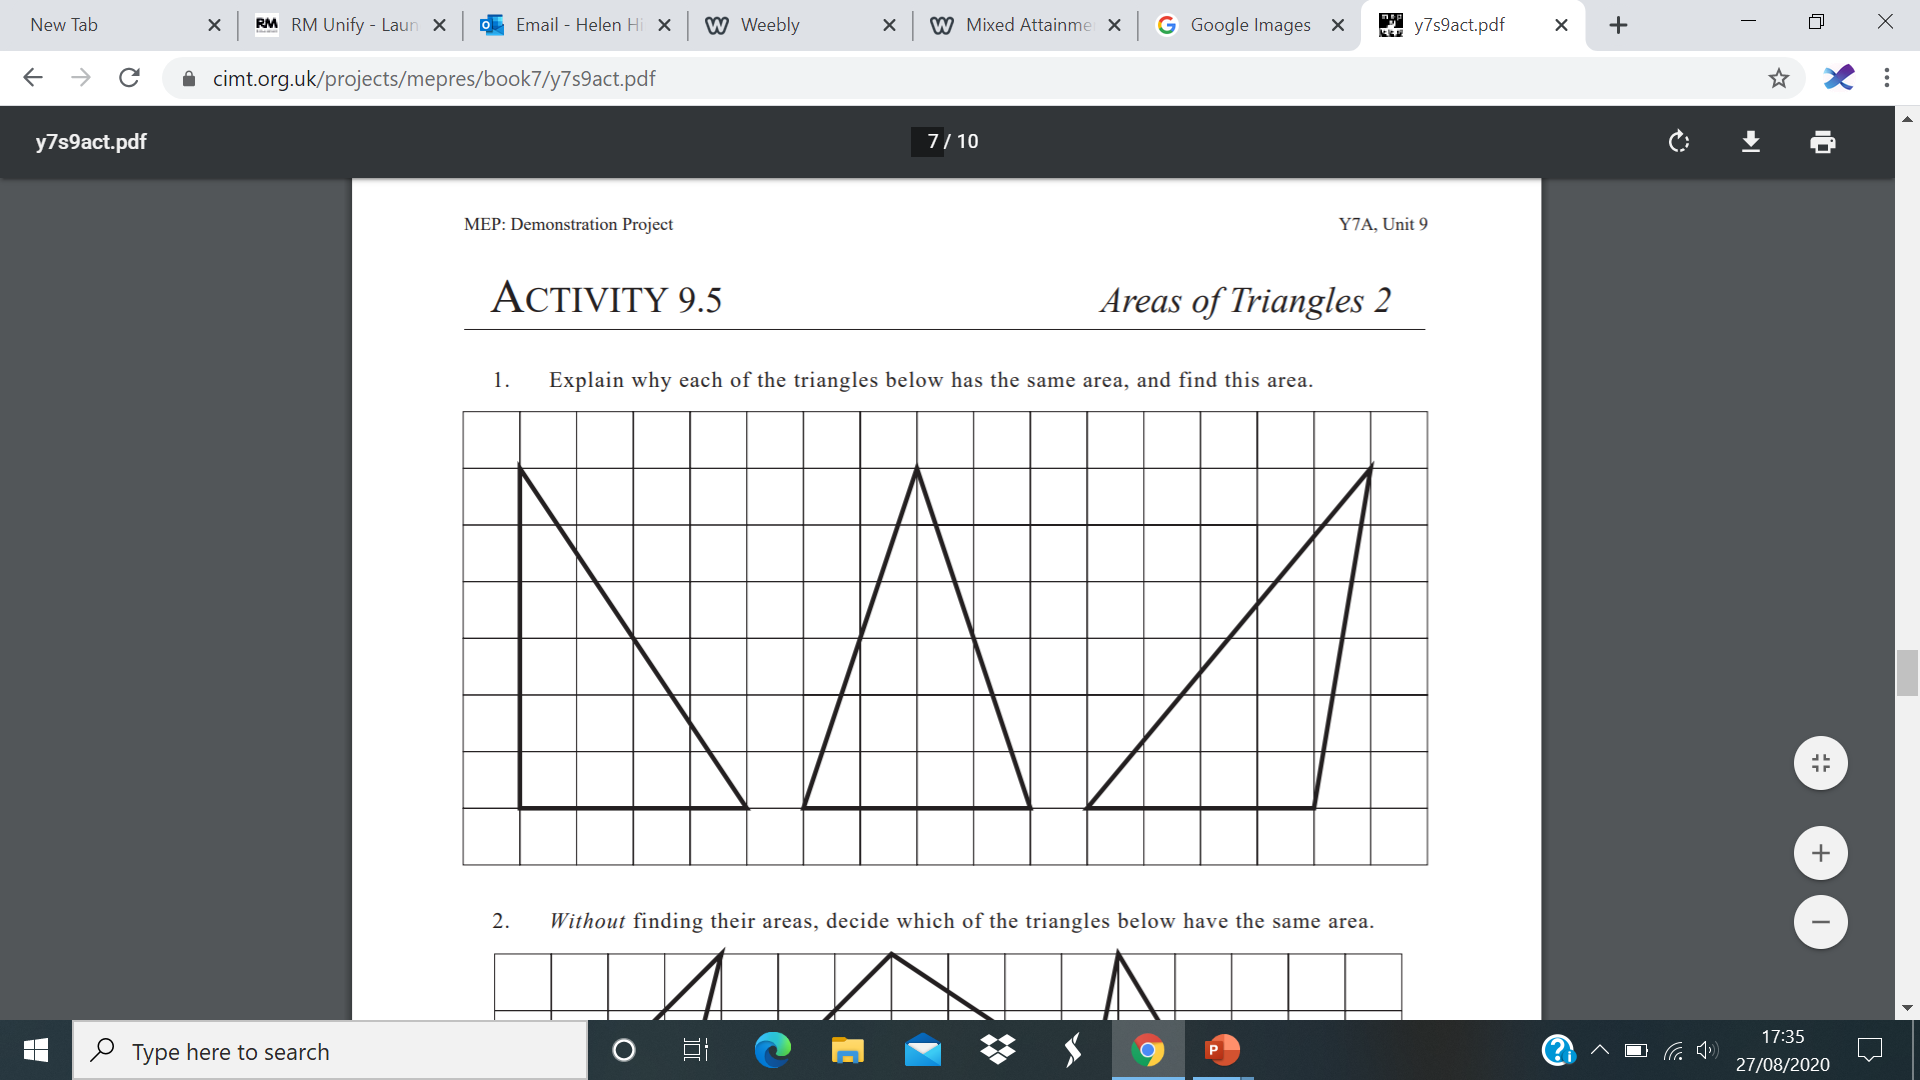 New Tab
RM
RM Unify - Laun
Email - Helen Hi
Weebly
Mixed Attainme
Google Images
y7s9act.pdf
cimt.org.uk/projects/mepres/book7/y7s9act.pdf
y7s9act.pdf
7 / 10
MEP: Demonstration Project
Y7A, Unit 9
ACTIVITY 9.5
Areas of Triangles 2
1. Explain why each of the triangles below has the same area, and find this area.
2. Without finding their areas, decide which of the triangles below have the same area.
Type here to search
17:35
27/08/2020